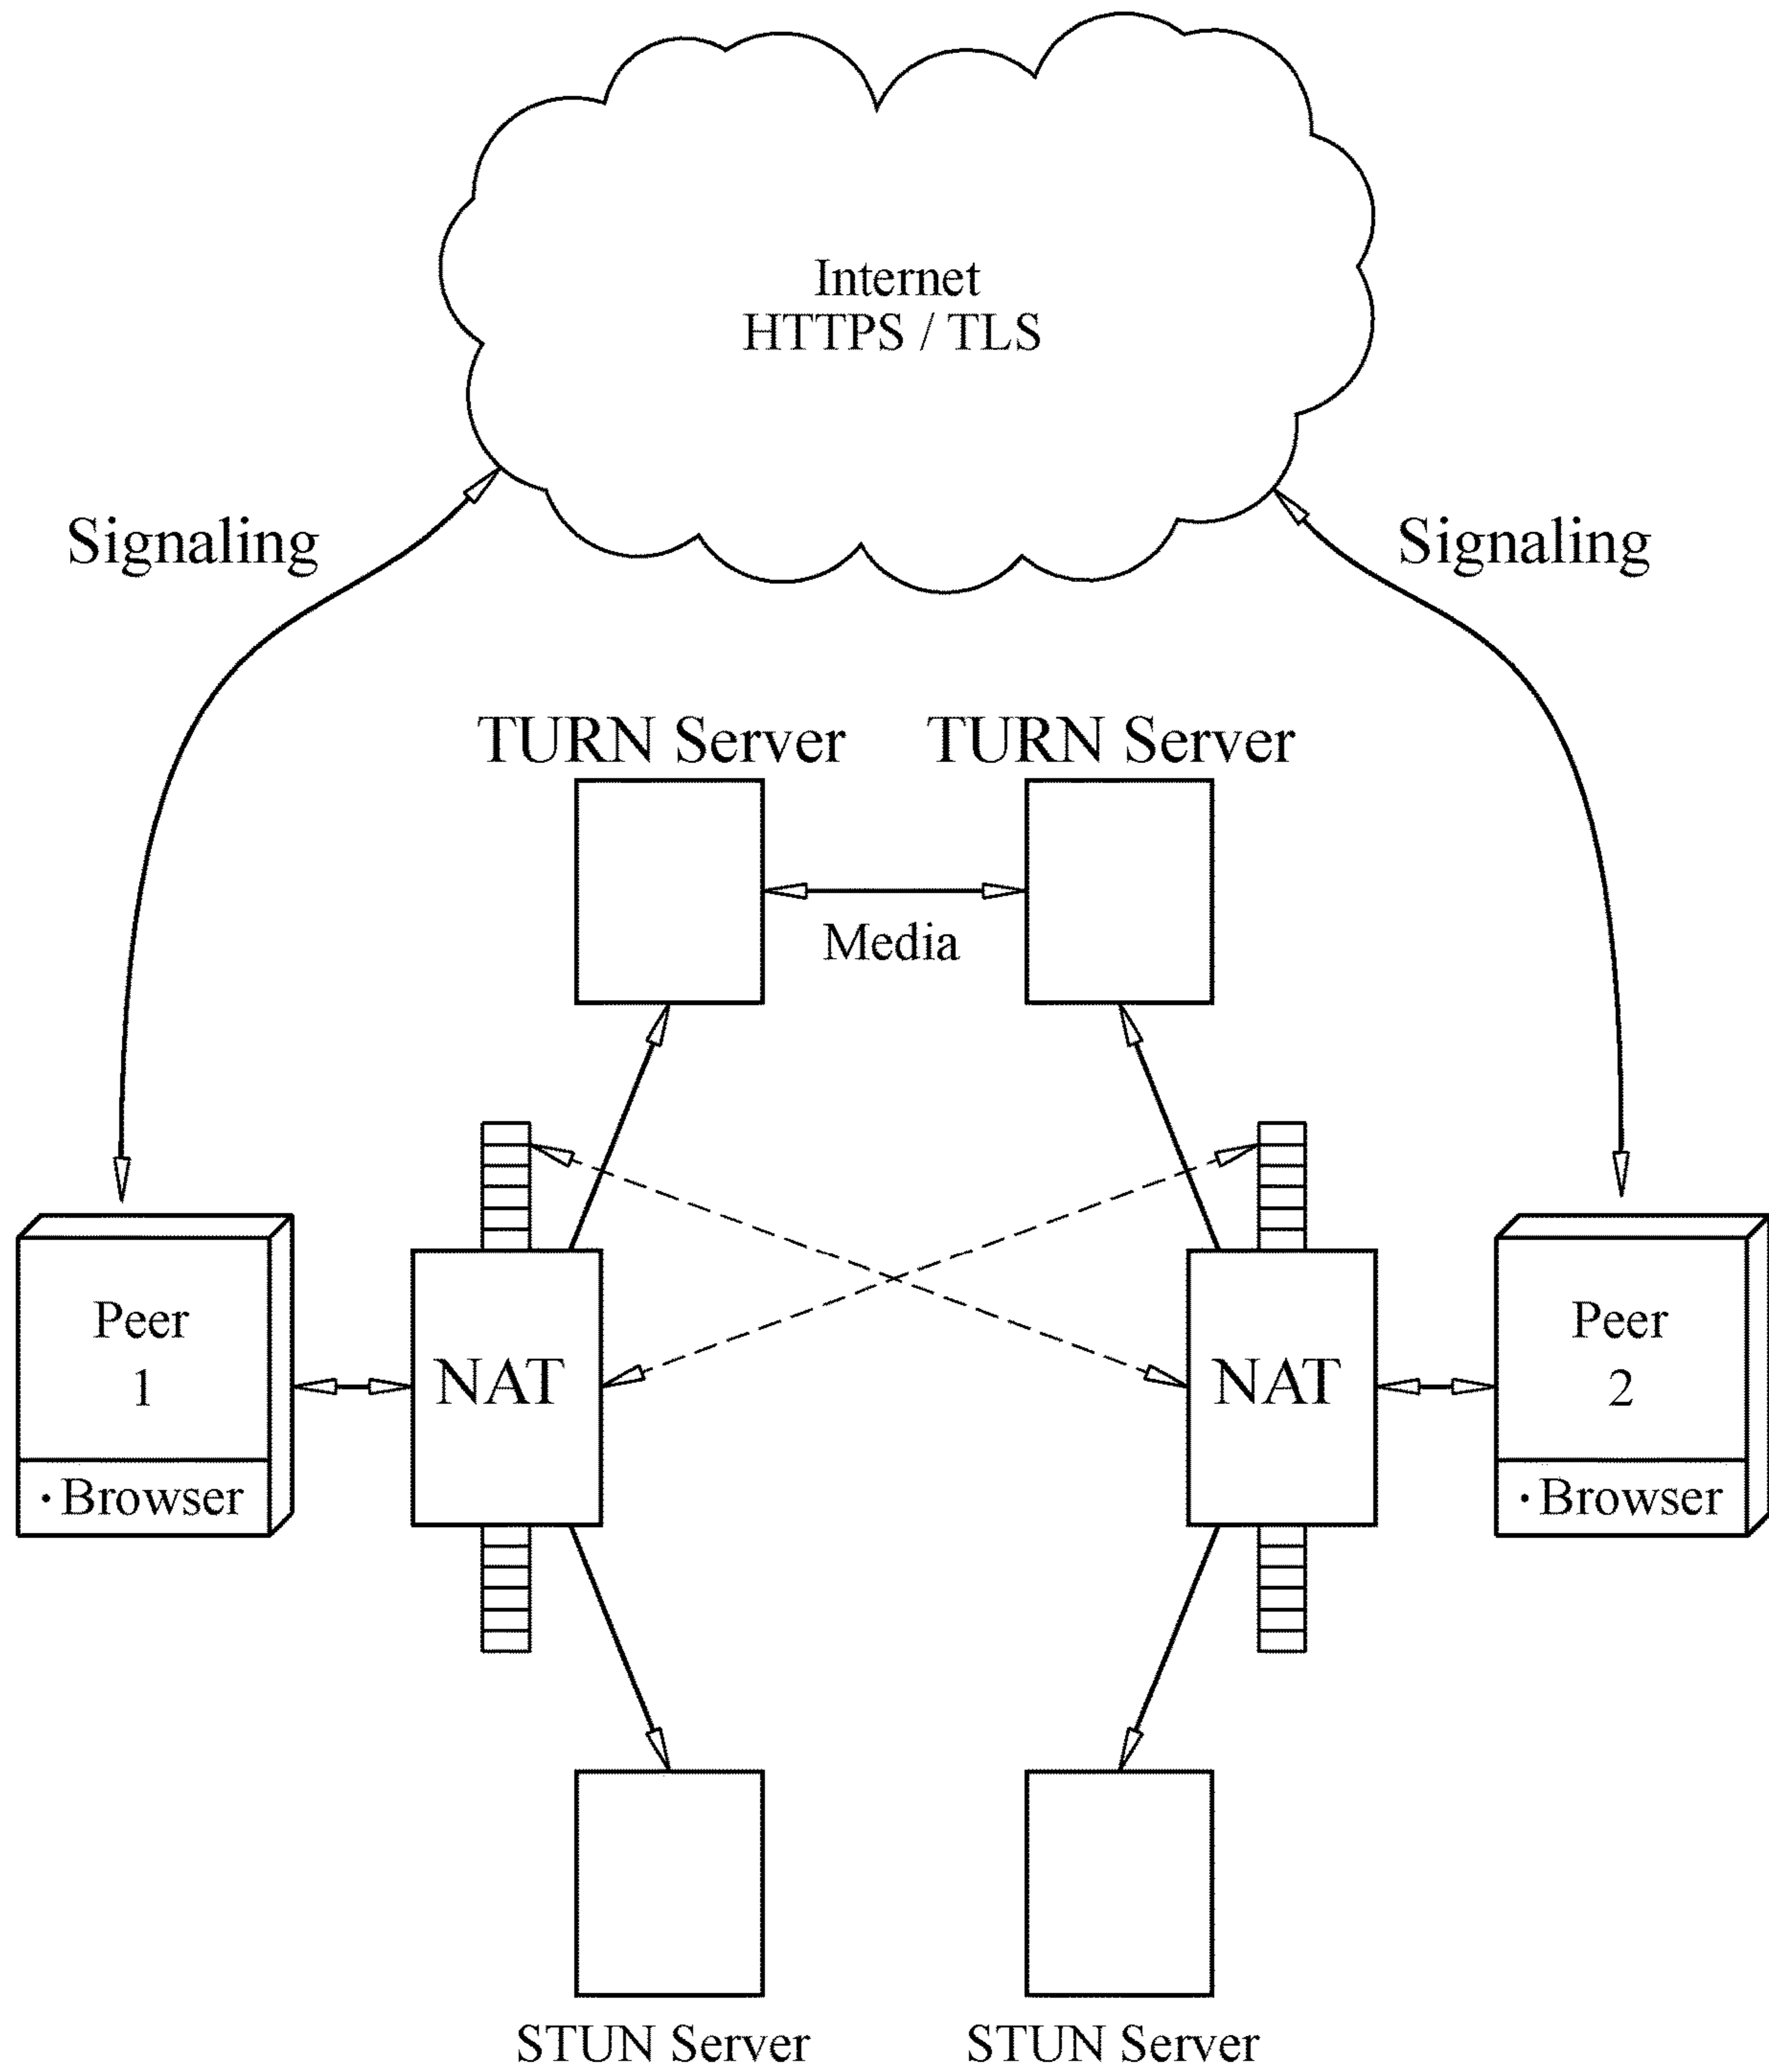 Internet
HTTPS / TLS
Signaling
Signaling
TURN Server
TURN Server
Media
Peer
1
NAT
NAT
Peer
2
·Browser
·Browser
STUN Server
STUN Server